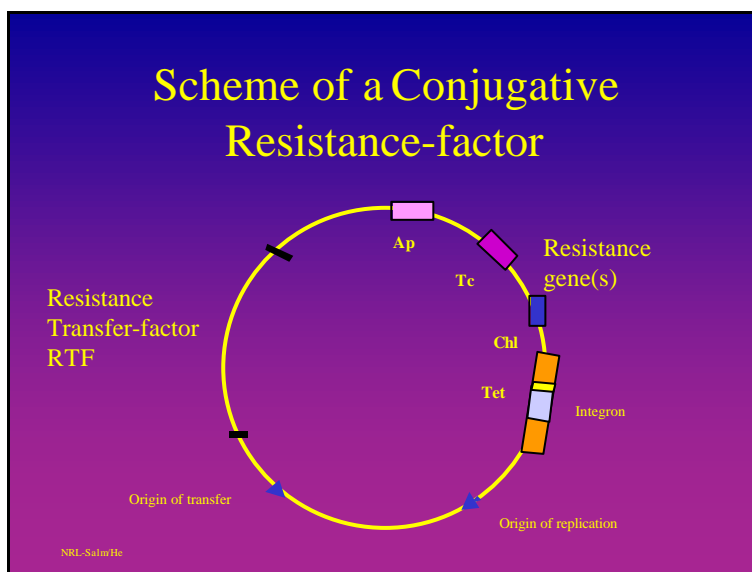 Scheme of a Conjugative
Resistance-factor
Ap
Resistance
gene(s)
Tc
Resistance
Transfer-factor
RTF
Chl
Tet
Integron
Origin of transfer
Origin of replication
NRL-Salm/He